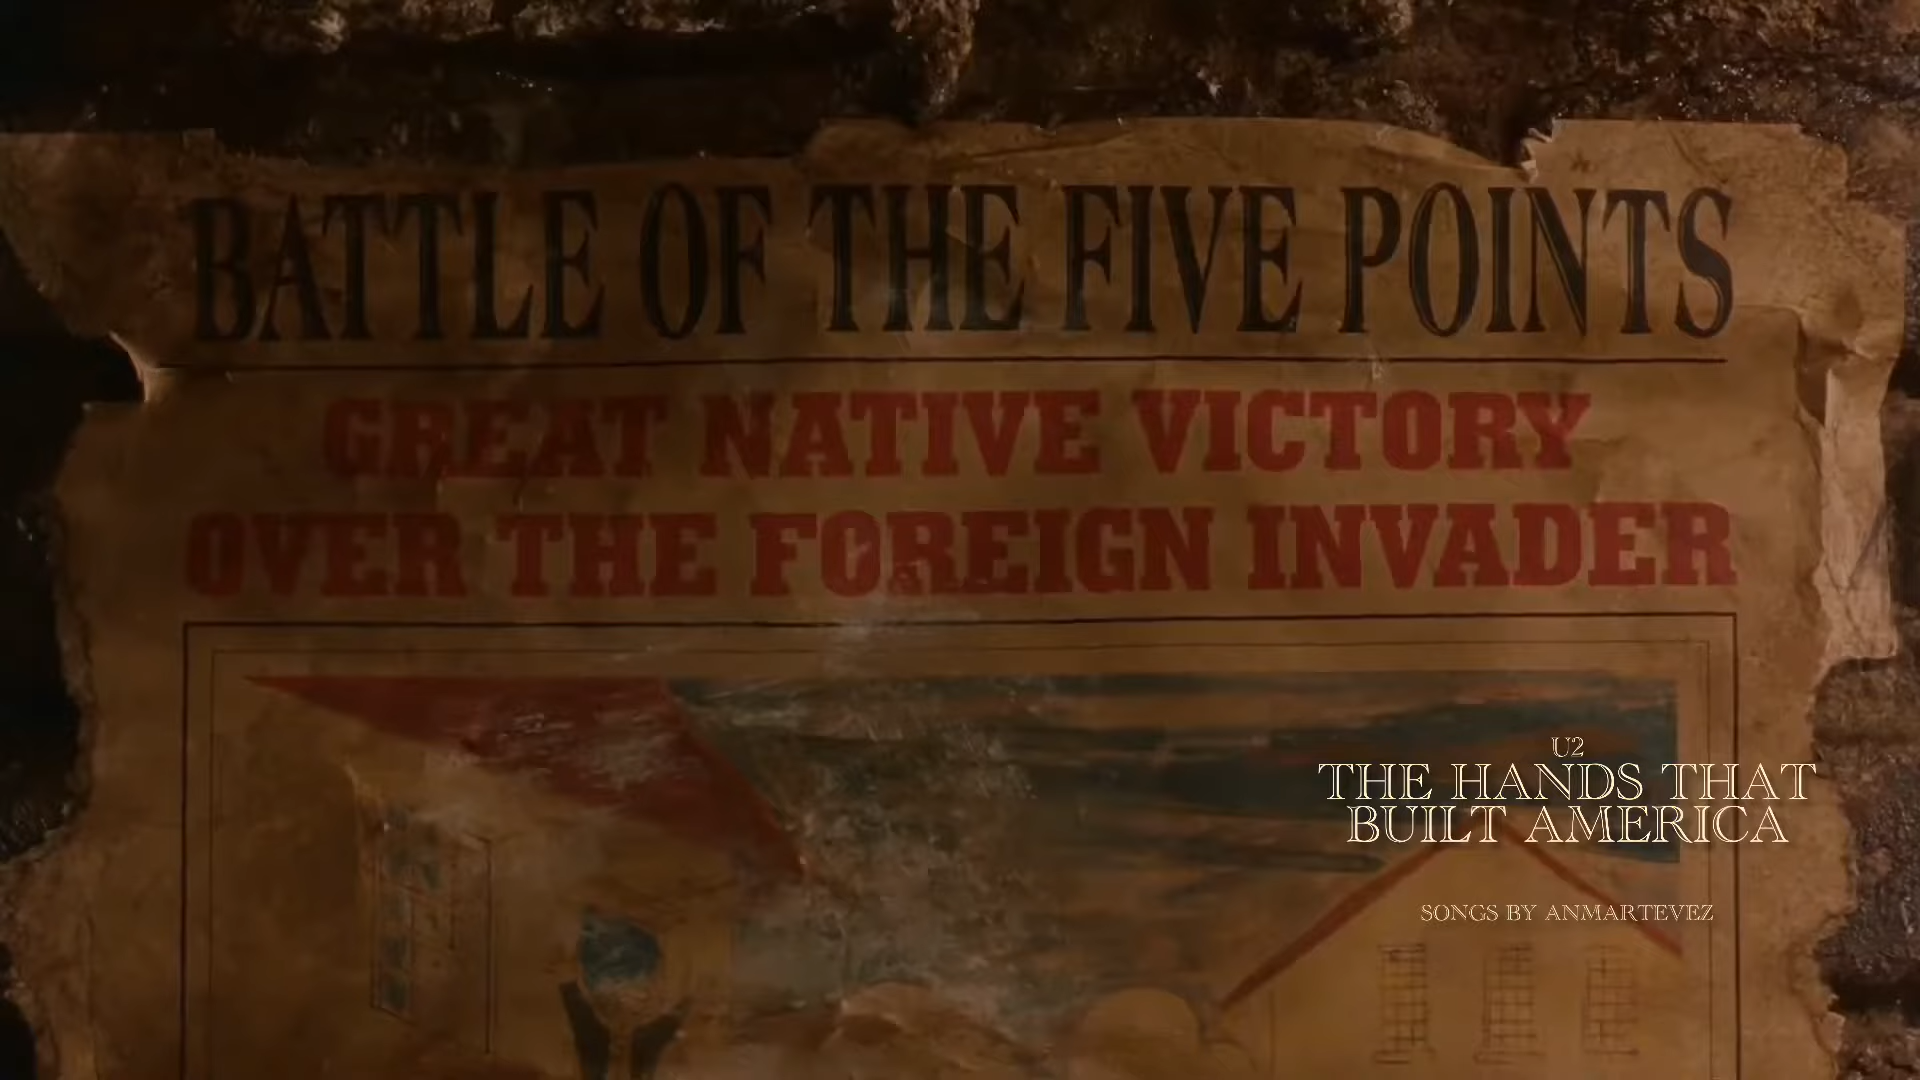 BATTLE OF THE FIVE POINTS
GREAT NATIVE VICTORY
OVER THE FOREIGN INVADER
U2
THE HANDS THAT
BUILT AMERICA
SONGS BY ANMARTEVEZ